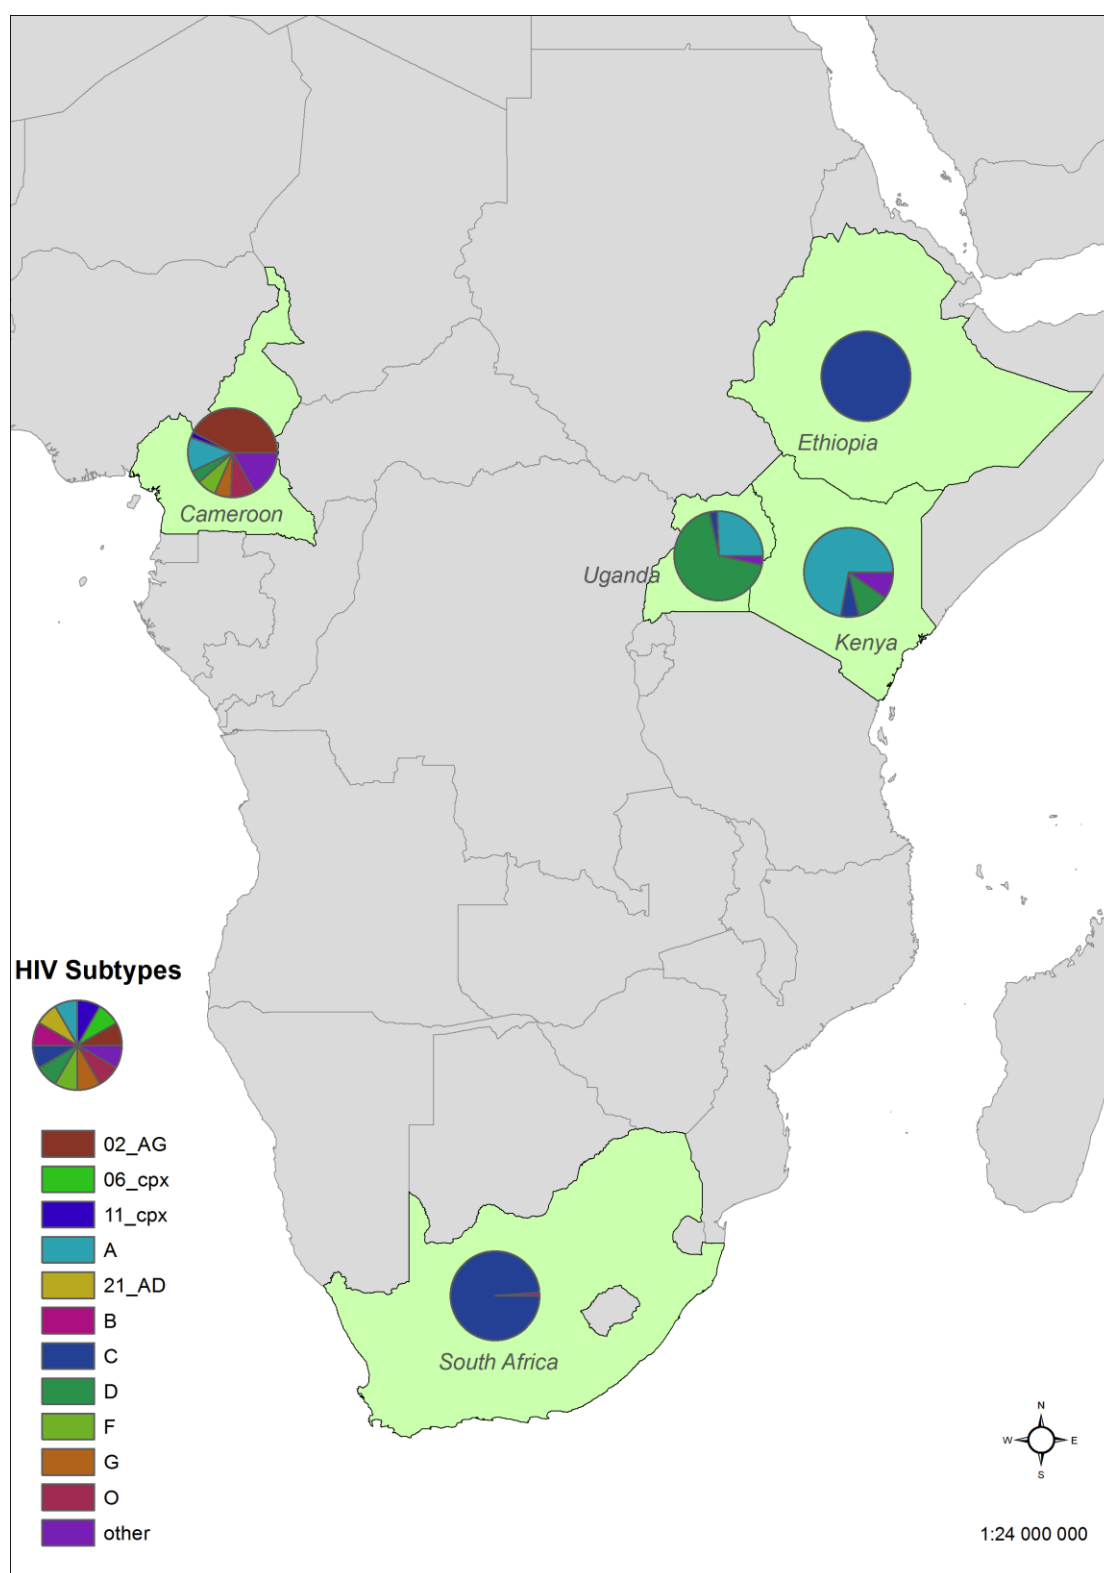 Ethiopia
Cameroon
Uganda
Kenya
HIV Subtypes
02_AG
06_cpx
11_cpx
A
21_AD
B
C
D
F
G
O
other
South Africa
N
W E
S
1:24 000 000